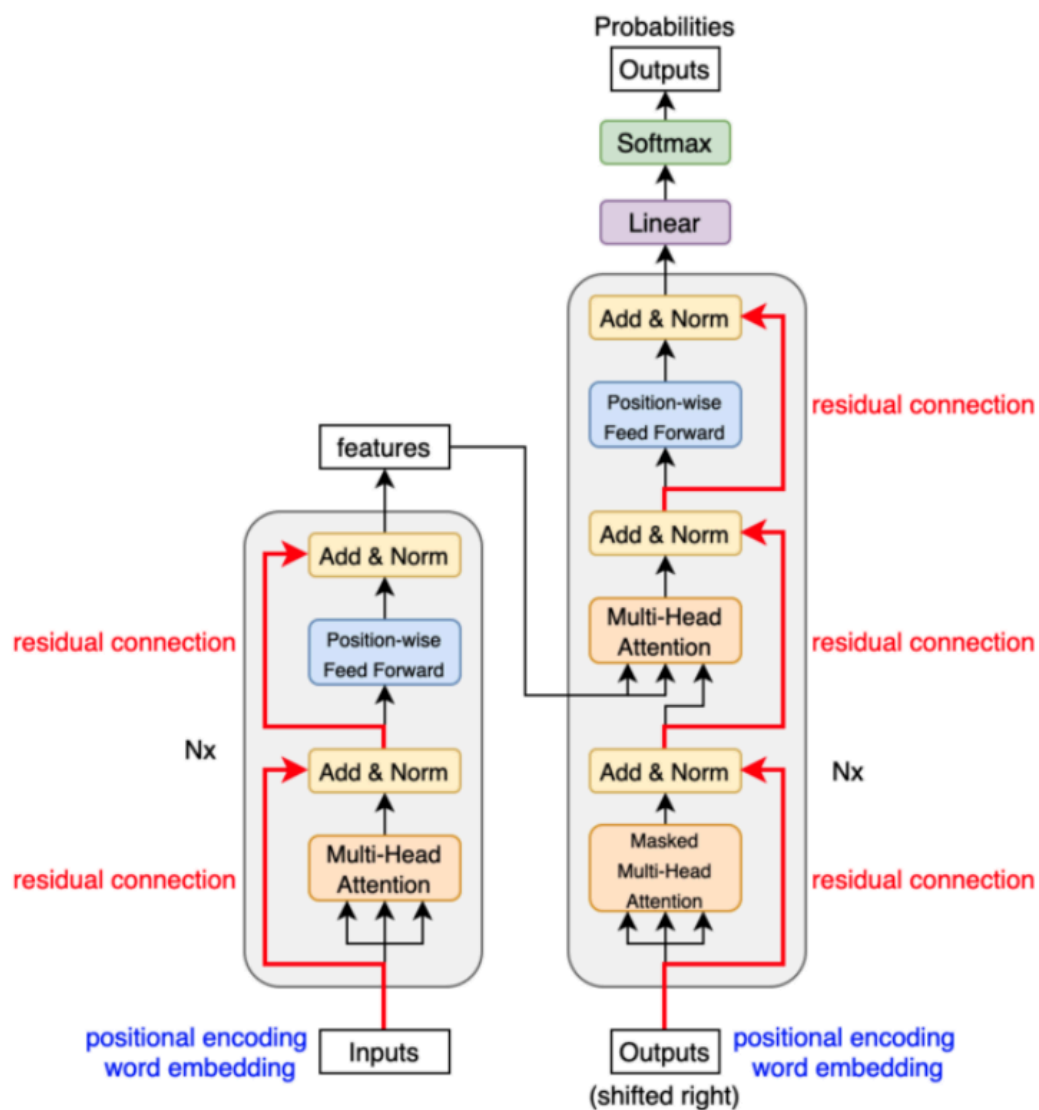 Probabilities
Outputs
Softmax
Linear
Add & Norm
Position-wise
Feed Forward
residual connection
Add & Norm
Multi-Head
Attention
residual connection
Add & Norm
Nx
Masked
Multi-Head
Attention
residual connection
Outputs
(shifted right)
positional encoding
word embedding
features
Add & Norm
residual connection
Position-wise
Feed Forward
Nx
Add & Norm
residual connection
Multi-Head
Attention
positional encoding
word embedding
Inputs